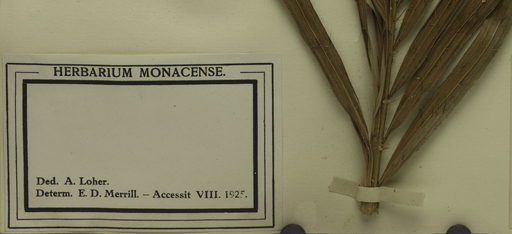 HERBARIUM MONACENSE.
Ded. A. Loher.
Determ. E. D. Merrill. — Accessit VIII. 1925.